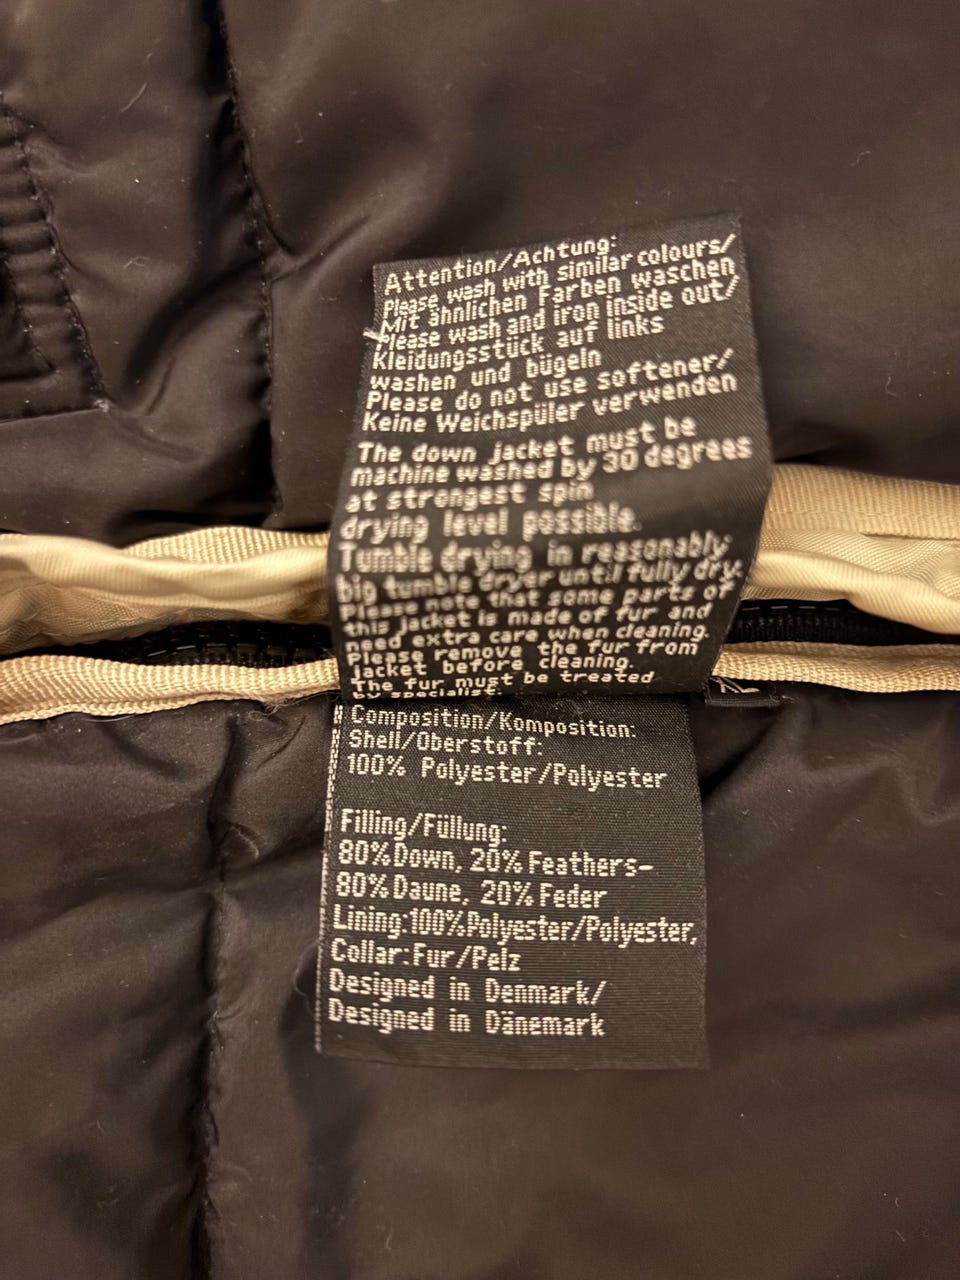 Attention/Achtung:
Please wash with similar colours/
Mit ähnlichen Farben waschen
Please wash and iron inside out/
Kleidungsstück auf links
washen und bügeln
Please do not use softener/
Keine Weichspüler verwenden
The down jacket must be
machine washed by 30 degrees
at strongest spin
drying level possible.
Tumble drying in reasonably
big tumble dryer until fully dry.
Please note that some parts of
this jacket is made of fur and
need extra care when cleaning.
Please remove the fur from
jacket before cleaning.
The fur must be treated
by specialist.
Composition/Komposition:
Shell/Oberstoff:
100% Polyester/Polyester
Filling/Füllung:
80% Down, 20% Feathers-
80% Daune, 20% Feder
Lining:100%Polyester/Polyester,
Collar:Fur/Pelz
Designed in Denmark/
Designed in Dänemark